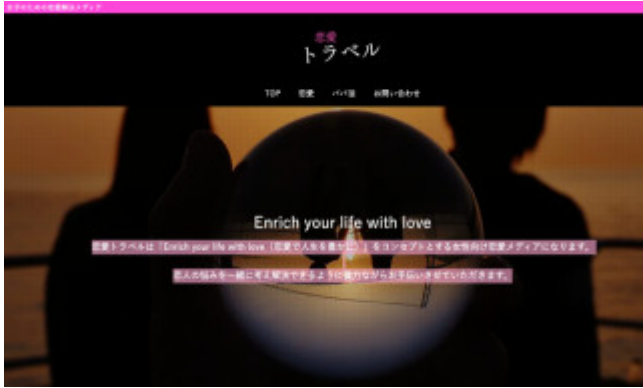 女子のための恋愛解決メディア
恋愛
トラベル
TOP 恋愛 パパ活 お問い合わせ
Enrich your life with love
恋愛トラベルは「Enrich your life with love（恋愛で人生を豊かに）」をコンセプトとする女性向け恋愛メディアになります。
恋人の悩みを一緒に考え解決できるように微力ながらお手伝いさせていただきます。